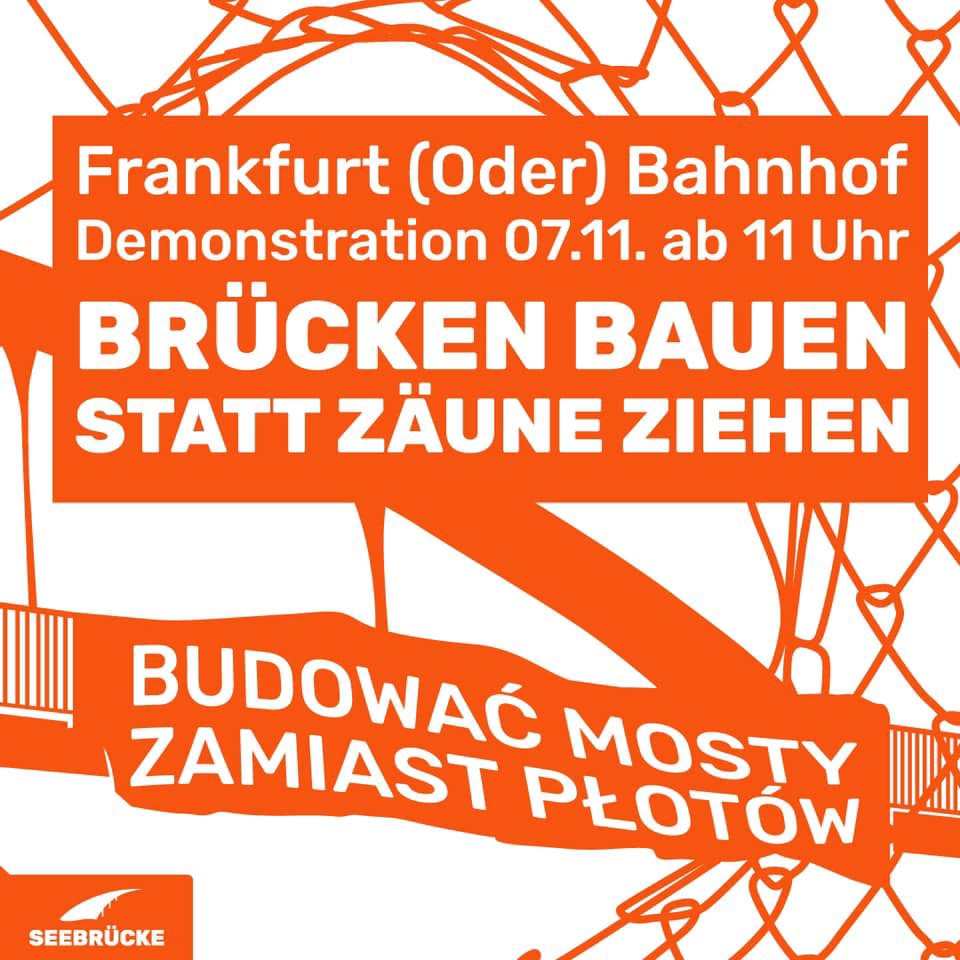 Frankfurt (Oder) Bahnhof
Demonstration 07.11. ab 11 Uhr
BRÜCKEN BAUEN
STATT ZÄUNE ZIEHEN
BUDOWAĆ MOSTY
ZAMIAST PŁOTÓW
SEEBRÜCKE